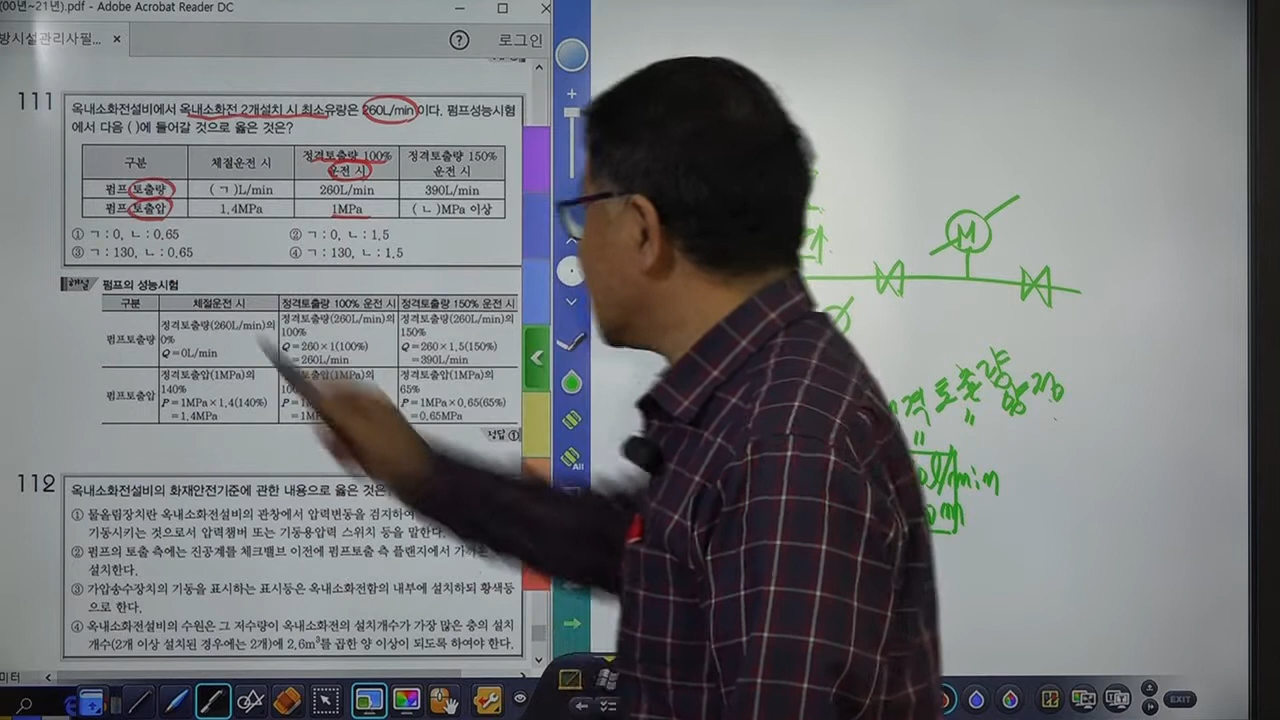 (00년~21년).pdf - Adobe Acrobat Reader DC
방시설관리사필... ×
? 로그인
111
옥내소화전설비에서 옥내소화전 2개설치 시 최소유량은 260L/min이다. 펌프성능시험
에서 다음 ( )에 들어갈 것으로 옳은 것은?
구분 체절운전 시 정격토출량 100% 운전 시 정격토출량 150% 운전 시
펌프 토출량 (ㄱ)L/min 260L/min 390L/min
펌프 토출압 1.4MPa 1MPa (ㄴ)MPa 이상
① ㄱ : 0, ㄴ : 0.65 ② ㄱ : 0, ㄴ : 1.5
③ ㄱ : 130, ㄴ : 0.65 ④ ㄱ : 130, ㄴ : 1.5
해설 펌프의 성능시험
구분 체절운전 시 정격토출량 100% 운전 시 정격토출량 150% 운전 시
펌프토출량
정격토출량(260L/min)의
0%
Q=0L/min
정격토출량(260L/min)의
100%
Q=260×1(100%)
=260L/min
정격토출량(260L/min)의
150%
Q=260×1.5(150%)
=390L/min
펌프토출압
정격토출압(1MPa)의
140%
P=1MPa×1.4(140%)
=1.4MPa
정격토출압(1MPa)의
정격토출압(1MPa)의
65%
P=1MPa×0.65(65%)
=0.65MPa
정답 ①
112
옥내소화전설비의 화재안전기준에 관한 내용으로 옳은 것은
① 물올림장치란 옥내소화전설비의 관창에서 압력변동을 검지하여
기동시키는 것으로서 압력챔버 또는 기동용압력 스위치 등을 말한다.
② 펌프의 토출 측에는 진공계를 체크밸브 이전에 펌프토출 측 플랜지에서
설치한다.
③ 가압송수장치의 기동을 표시하는 표시등은 옥내소화전함의 내부에 설치하되 황색등
으로 한다.
④ 옥내소화전설비의 수원은 그 저수량이 옥내소화전의 설치개수가 가장 많은 층의 설치
개수(2개 이상 설치된 경우에는 2개)에 2.6m³를 곱한 양 이상이 되도록 하여야 한다.
미터
All
M
격 토출량
양정
l/min
EXIT